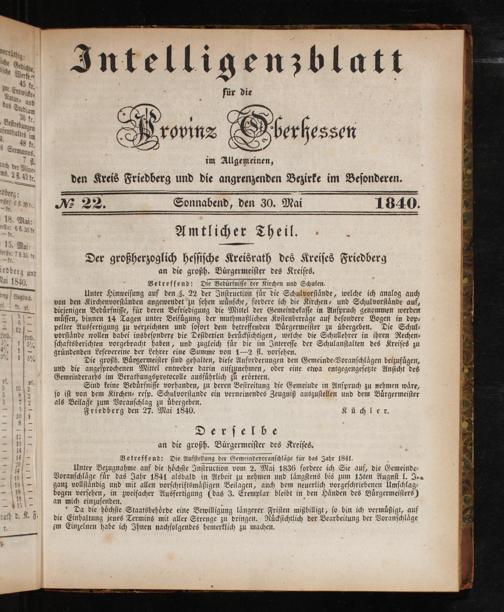 Intelligenzblatt
für die
Provinz Oberhessen
im Allgemeinen,
den Kreis Friedberg und die angrenzenden Bezirke im Besonderen.
№ 22. Sonnabend, den 30. Mai 1840.
Amtlicher Theil.
Der großherzoglich hessische Kreisrath des Kreises Friedberg
an die großh. Bürgermeister des Kreises.
Betreffend: Die Bedürfnisse der Kirchen und Schulen.
Unter Hinweisung auf den §. 22 der Instruction für die Schulvorstände, welche ich analog auch
von den Kirchenvorständen angewendet zu sehen wünsche, fordere ich die Kirchen- und Schulvorstände auf,
diejenigen Bedürfnisse, für deren Befriedigung die Mittel der Gemeindekasse in Anspruch genommen werden
müssen, binnen 14 Tagen unter Beifügung der muthmaßlichen Kostenbeträge auf besondere Bogen in dop-
pelter Ausfertigung zu verzeichnen und sofort dem betreffenden Bürgermeister zu übergeben. Die Schul-
vorstände wollen dabei insbesondere die Desiderien berücksichtigen, welche die Schullehrer in ihren Rechen-
schaftsberichten vorgebracht haben, und zugleich für die im Interesse der Schulanstalten des Kreises zu
gründenden Lesevereine der Lehrer eine Summe von 1—2 fl. vorsehen.
Die großh. Bürgermeister sind gehalten, diese Anforderungen den Gemeinde-Voranschlägen beizufügen,
und die angesprochenen Mittel entweder darin aufzunehmen, oder eine etwa entgegengesetzte Ansicht des
Gemeinderaths im Berathungsprotocolle ausführlich zu erörtern.
Sind keine Bedürfnisse vorhanden, zu deren Bestreitung die Gemeinde in Anspruch zu nehmen wäre,
so ist von dem Kirchen- resp. Schulvorstande ein verneinendes Zeugniß auszustellen und dem Bürgermeister
als Beilage zum Voranschlag zu übergeben.
Friedberg den 27. Mai 1840. Küchler.
Derselbe
an die großh. Bürgermeister des Kreises.
Betreffend: Die Aufstellung der Gemeindevoranschläge für das Jahr 1841.
Unter Bezugnahme auf die höchste Instruction vom 2. Mai 1836 fordere ich Sie auf, die Gemeinde-
Voranschläge für das Jahr 1841 alsbald in Arbeit zu nehmen und längstens bis zum 15ten August l. J.
ganz vollständig und mit allen vorschriftsmäßigen Beilagen, auch dem neuerlich vorgeschriebenen Umschlag-
bogen versehen, in zweifacher Ausfertigung (das 3. Exemplar bleibt in den Händen des Bürgermeisters)
an mich einzusenden.
Da die höchste Staatsbehörde eine Bewilligung längerer Fristen mißbilligt, so bin ich vermüßigt, auf
die Einhaltung jenes Termins mit aller Strenge zu dringen. Rücksichtlich der Bearbeitung der Voranschläge
im Einzelnen habe ich Ihnen nachfolgendes bemerklich zu machen.